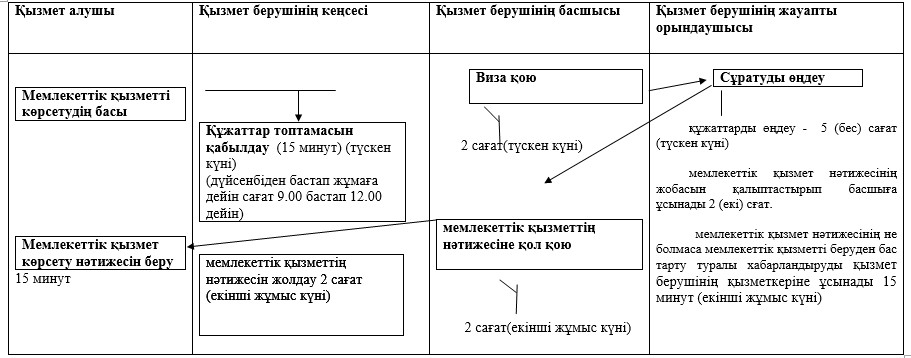 Қызмет алушы
Қызмет берушінің кеңсесі
Қызмет берушінің басшысы
Қызмет берушінің жауапты
орындаушысы
Мемлекеттік қызметті
көрсетудің басы
Мемлекеттік қызмет
көрсету нәтижесін беру
15 минут
Құжаттар топтамасын
қабылдау (15 минут) (түскен
күні)
(дүйсенбіден бастап жұмаға
дейін сағат 9.00 бастап 12.00
дейін)
мемлекеттік қызметтің
нәтижесін жолдау 2 сағат
(екінші жұмыс күні)
Виза қою
2 сағат(түскен күні)
мемлекеттік қызметтің
нәтижесіне қол қою
2 сағат(екінші жұмыс күні)
Сұратуды өңдеу
құжаттарды өңдеу - 5 (бес) сағат
(түскен күні)
мемлекеттік қызмет нәтижесінің
жобасын қалыптастырып басшыға
ұсынады 2 (екі) сғат.
мемлекеттік қызмет нәтижесінің не
болмаса мемлекеттік қызметті беруден бас
тарту туралы хабарландыруды қызмет
берушінің қызметкеріне ұсынады 15
минут (екінші жұмыс күні)